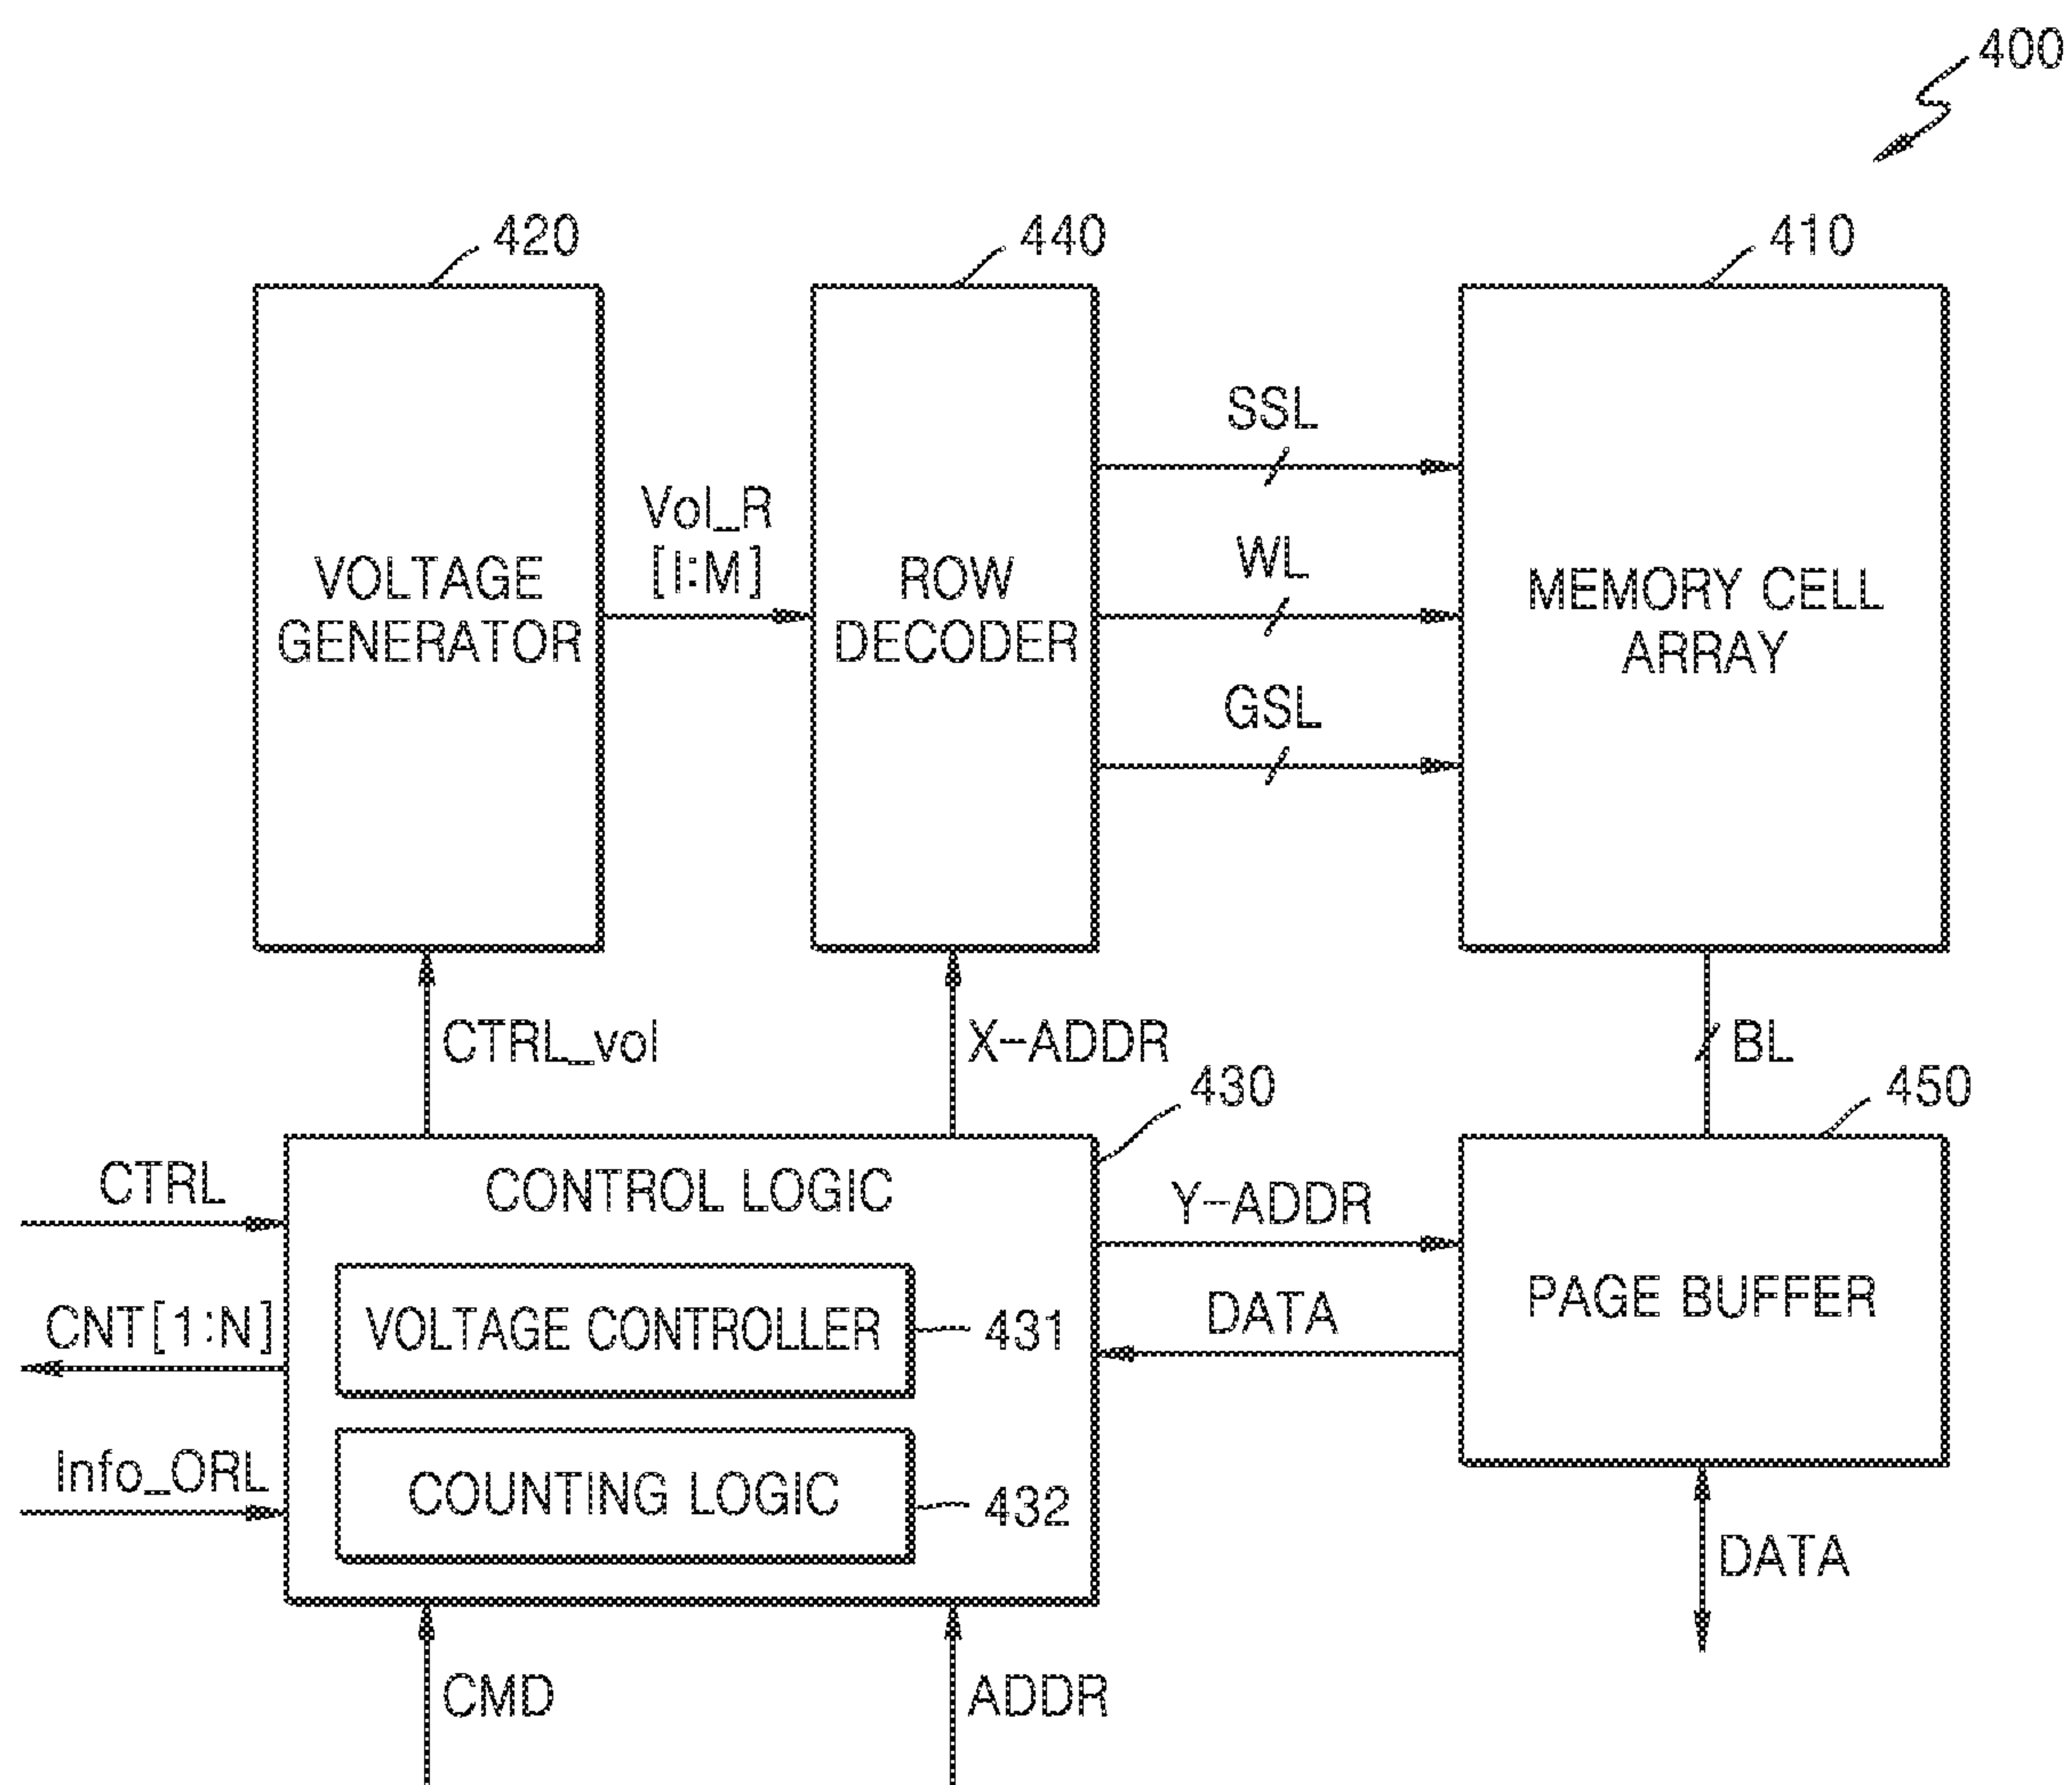 400
420
440
410
SSL
Vol_R
[I:M]
WL
VOLTAGE
GENERATOR
ROW
DECODER
MEMORY CELL
ARRAY
GSL
CTRL_vol
X-ADDR
BL
430
450
CTRL
CONTROL LOGIC
Y-ADDR
CNT[1:N]
VOLTAGE CONTROLLER
431
DATA
PAGE BUFFER
Info_ORL
COUNTING LOGIC
432
DATA
CMD
ADDR